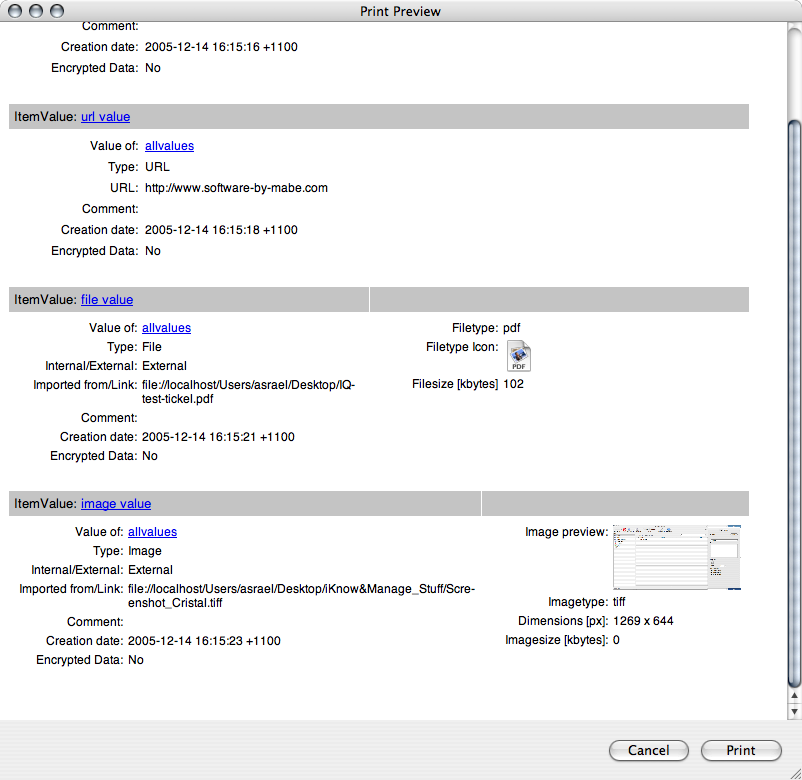 Print Preview
Comment:
Creation date: 2005-12-14 16:15:16 +1100
Encrypted Data: No
ItemValue: url value
Value of: allvalues
Type: URL
URL: http://www.software-by-mabe.com
Comment:
Creation date: 2005-12-14 16:15:18 +1100
Encrypted Data: No
ItemValue: file value
Value of: allvalues
Type: File
Internal/External: External
Imported from/Link: file://localhost/Users/asrael/Desktop/IQ-
test-tickel.pdf
Comment:
Creation date: 2005-12-14 16:15:21 +1100
Encrypted Data: No
Filetype: pdf
Filetype Icon:
PDF
Filesize [kbytes] 102
ItemValue: image value
Value of: allvalues
Type: Image
Internal/External: External
Imported from/Link: file://localhost/Users/asrael/Desktop/iKnow&Manage_Stuff/Scre-
enshot_Cristal.tiff
Comment:
Creation date: 2005-12-14 16:15:23 +1100
Encrypted Data: No
Image preview:
Imagetype: tiff
Dimensions [px]: 1269 x 644
Imagesize [kbytes]: 0
Cancel
Print